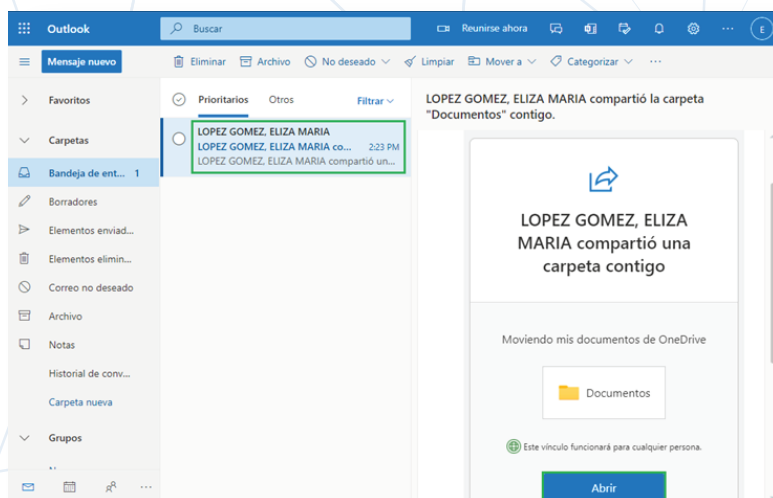 Outlook
Buscar
Reunirse ahora
E
Mensaje nuevo
Eliminar
Archivo
No deseado
Limpiar
Mover a
Categorizar
Favoritos
Carpetas
Bandeja de ent... 1
Borradores
Elementos enviad...
Elementos elimin...
Correo no deseado
Archivo
Notas
Historial de conv...
Carpeta nueva
Grupos
Prioritarios
Otros
Filtrar
LOPEZ GOMEZ, ELIZA MARIA
LOPEZ GOMEZ, ELIZA MARIA co... 2:23 PM
LOPEZ GOMEZ, ELIZA MARIA compartió un...
LOPEZ GOMEZ, ELIZA MARIA compartió la carpeta
"Documentos" contigo.
LOPEZ GOMEZ, ELIZA
MARIA compartió una
carpeta contigo
Moviendo mis documentos de OneDrive
Documentos
Este vínculo funcionará para cualquier persona.
Abrir